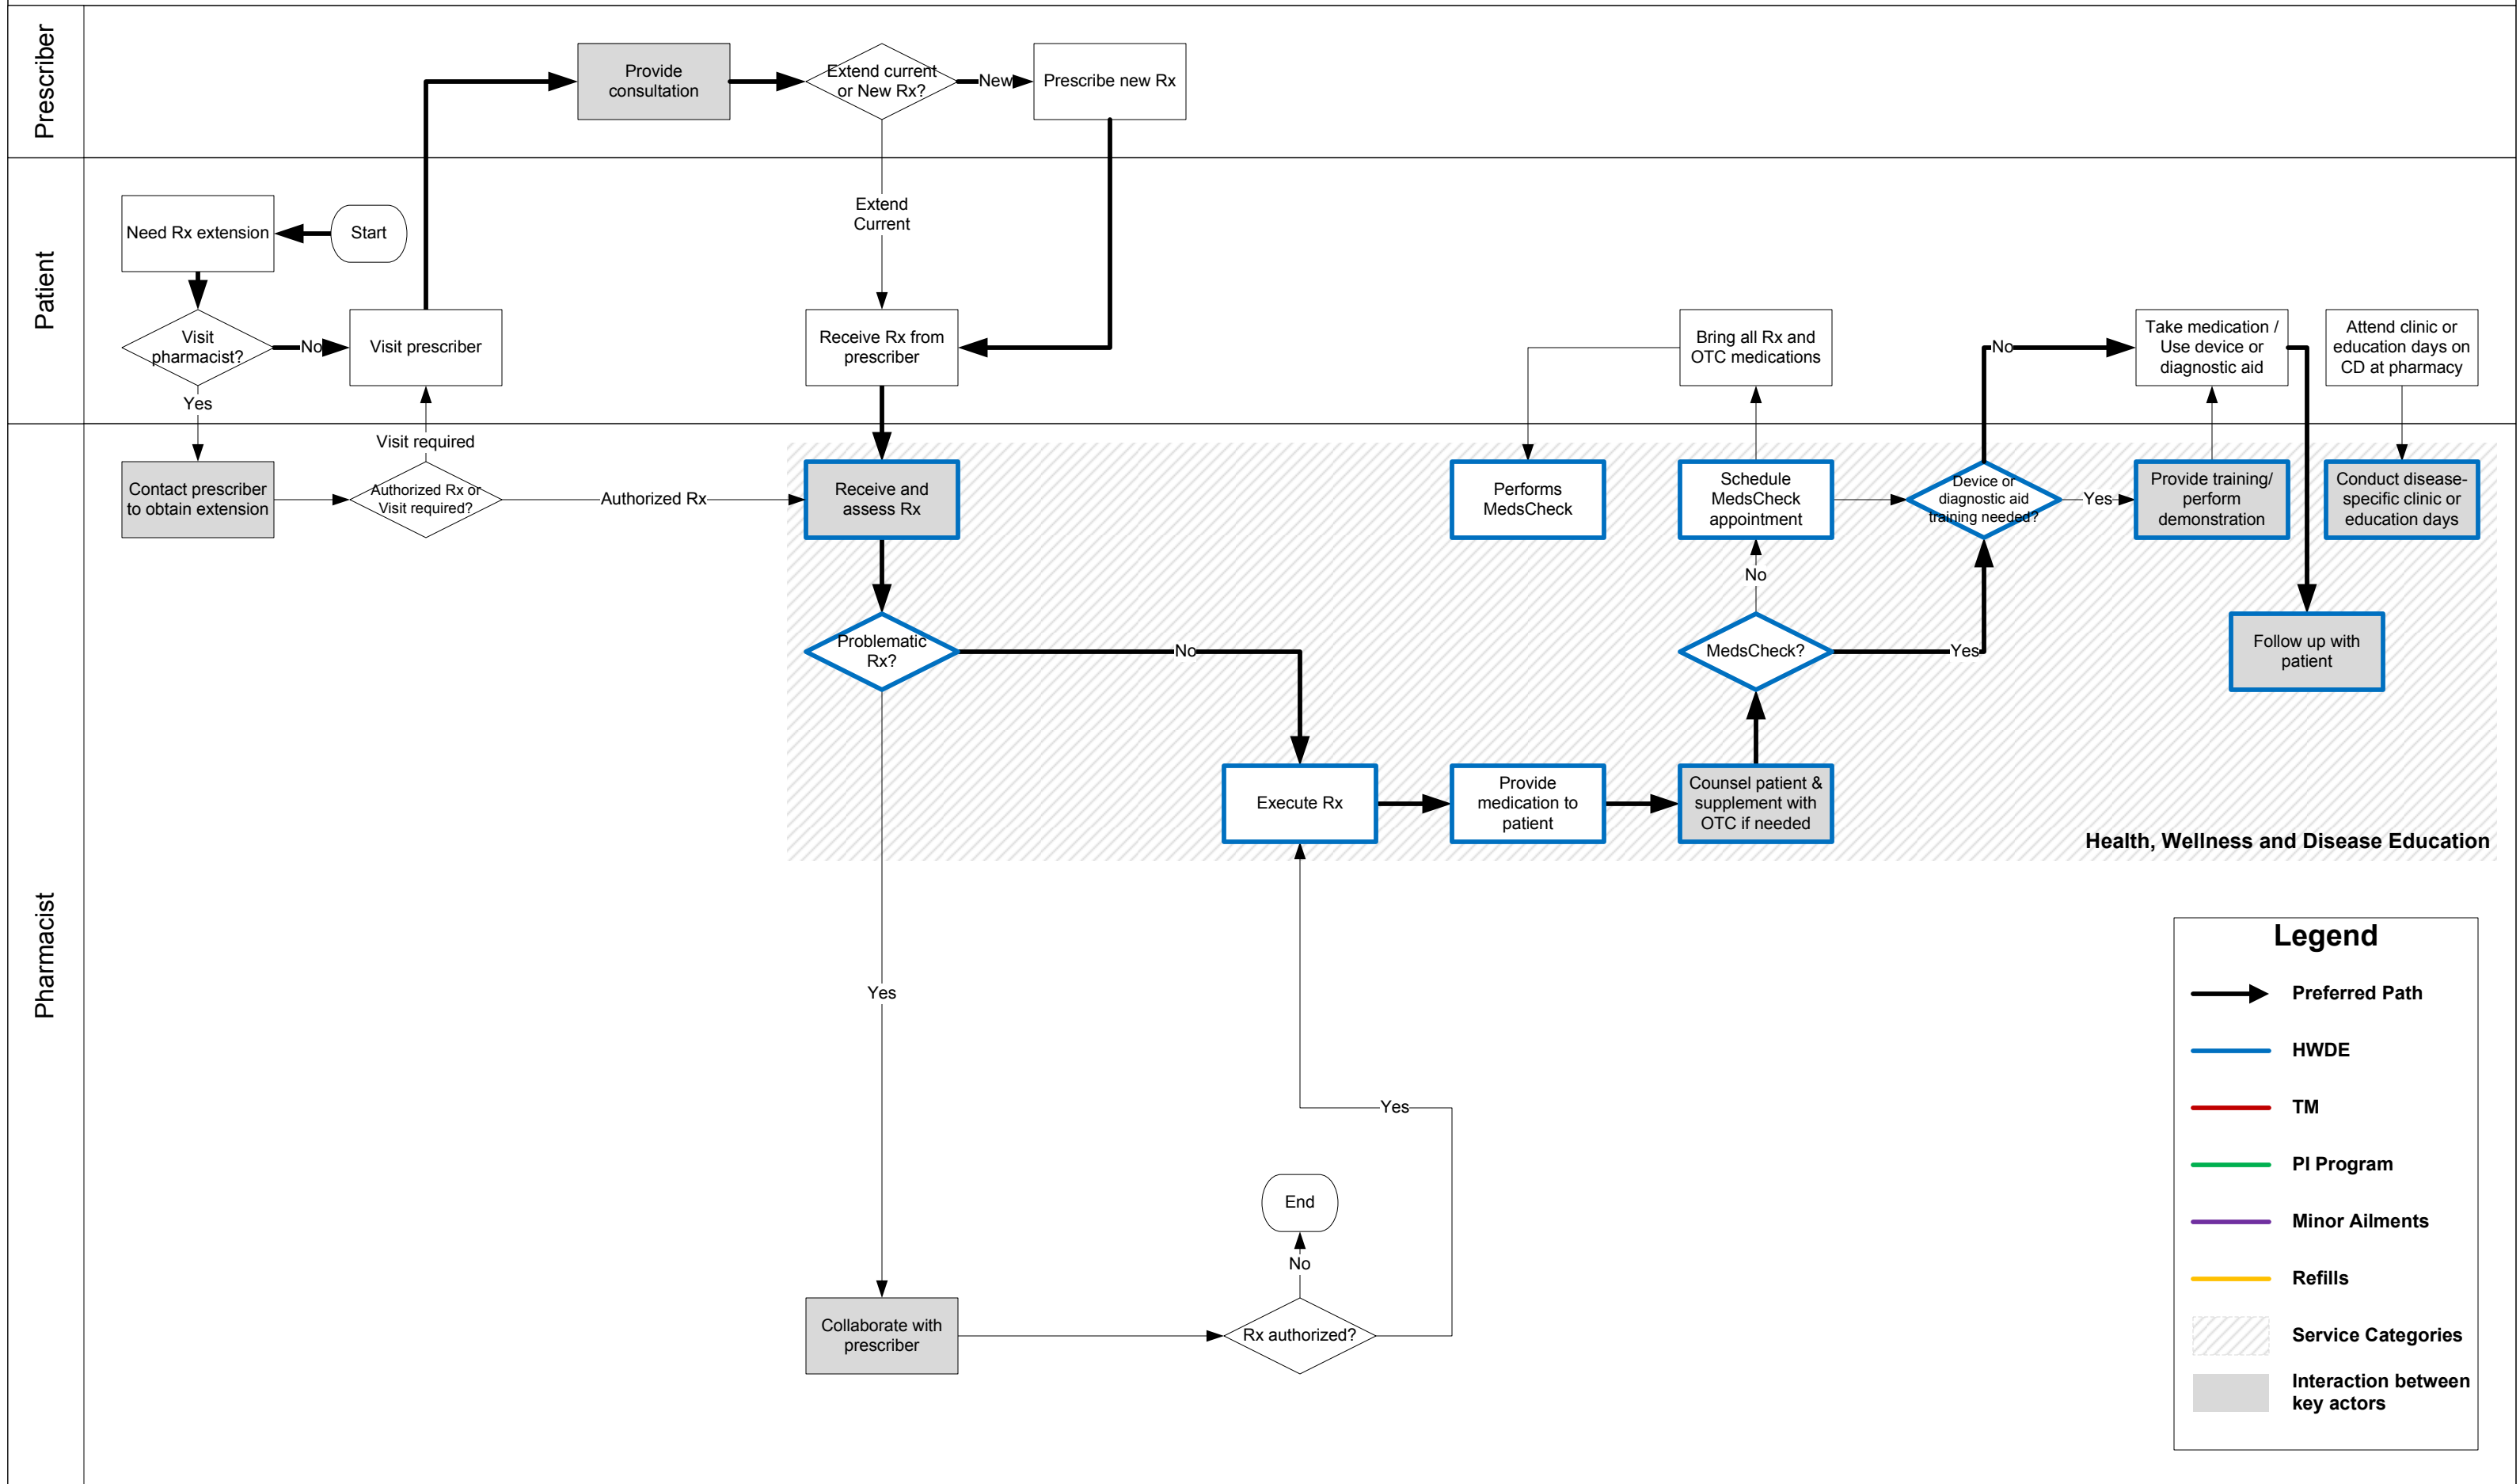 Prescriber
Provide
consultation
Extend current
or New Rx?
New
Prescribe new Rx
Patient
Need Rx extension
Start
Extend
Current
Visit
pharmacist?
No
Visit prescriber
Receive Rx from
prescriber
Bring all Rx and
OTC medications
No
Take medication /
Use device or
diagnostic aid
Attend clinic or
education days on
CD at pharmacy
Yes
Visit required
Pharmacist
Contact prescriber
to obtain extension
Authorized Rx or
Visit required?
Authorized Rx
Receive and
assess Rx
Performs
MedsCheck
Schedule
MedsCheck
appointment
Device or
diagnostic aid
training needed?
Yes
Provide training/
perform
demonstration
Conduct disease-
specific clinic or
education days
No
Problematic
Rx?
No
MedsCheck?
Yes
Follow up with
patient
Execute Rx
Provide
medication to
patient
Counsel patient &
supplement with
OTC if needed
Health, Wellness and Disease Education
Yes
Yes
End
No
Collaborate with
prescriber
Rx authorized?
Legend
Preferred Path
HWDE
TM
PI Program
Minor Ailments
Refills
Service Categories
Interaction between
key actors